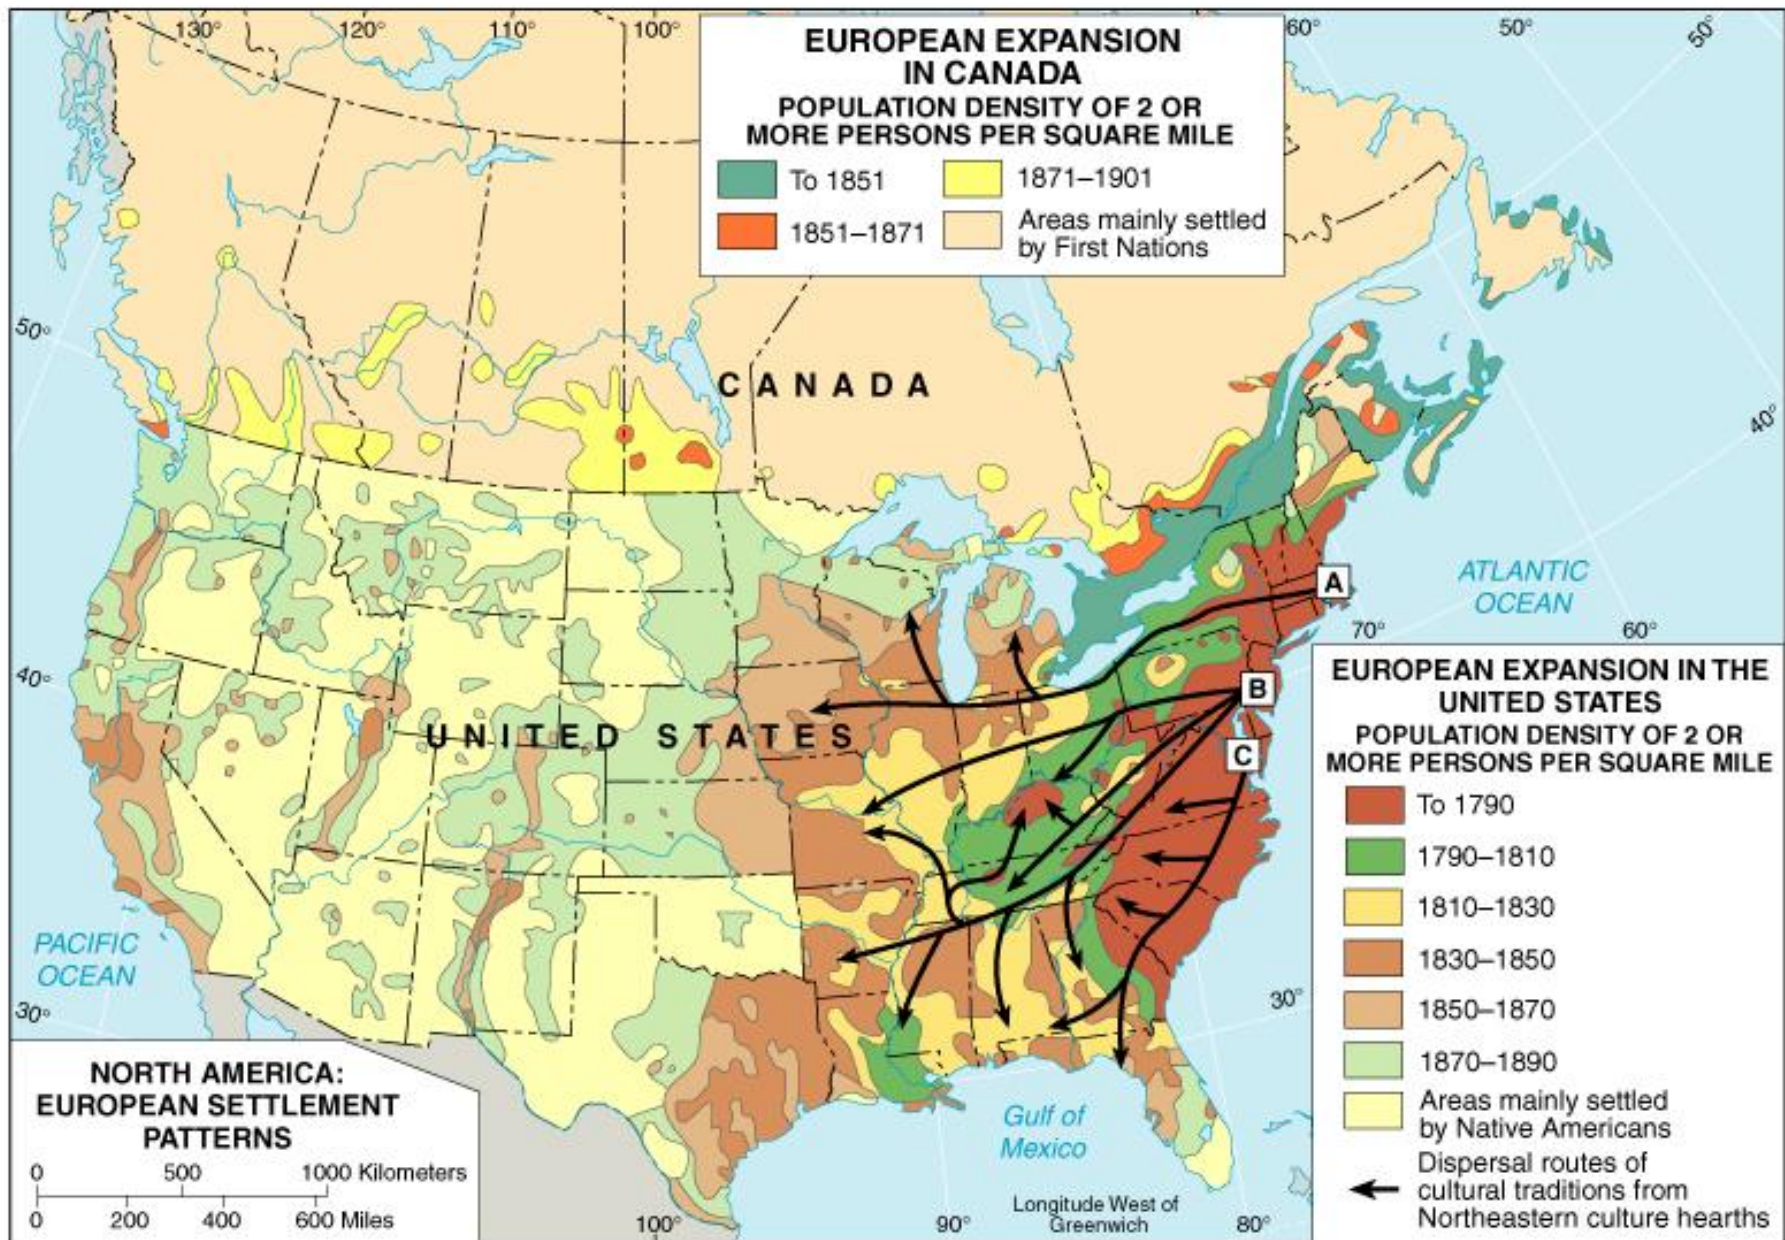 130°
120°
110°
100°
60°
50°
50°
EUROPEAN EXPANSION
IN CANADA
POPULATION DENSITY OF 2 OR
MORE PERSONS PER SQUARE MILE
To 1851
1871–1901
1851–1871
Areas mainly settled
by First Nations
50°
CANADA
40°
ATLANTIC
OCEAN
A
70°
60°
40°
B
UNITED STATES
C
EUROPEAN EXPANSION IN THE
UNITED STATES
POPULATION DENSITY OF 2 OR
MORE PERSONS PER SQUARE MILE
To 1790
1790–1810
1810–1830
1830–1850
1850–1870
1870–1890
Areas mainly settled
by Native Americans
Dispersal routes of
cultural traditions from
Northeastern culture hearths
PACIFIC
OCEAN
30°
30°
NORTH AMERICA:
EUROPEAN SETTLEMENT
PATTERNS
0 500 1000 Kilometers
0 200 400 600 Miles
Gulf of
Mexico
Longitude West of
Greenwich
100°
90°
80°